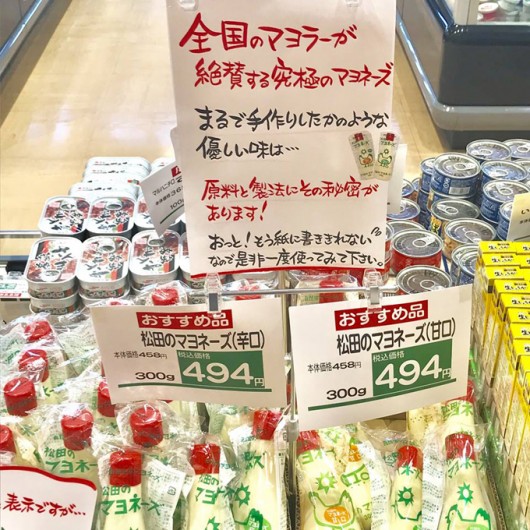 全国のマヨラーが
絶賛する究極のマヨネーズ
まるで手作りしたかのような
優しい味は…
原料と製法にその秘密が
あります!
おっと!もう紙に書ききれない
なので是非一度使ってみて下さい。
おすすめ品
松田のマヨネーズ(辛口)
本体価格458円
税込価格
300g
494円
おすすめ品
松田のマヨネーズ(甘口)
本体価格458円
税込価格
300g
494円
松田の
マヨネーズ
表示ですが…